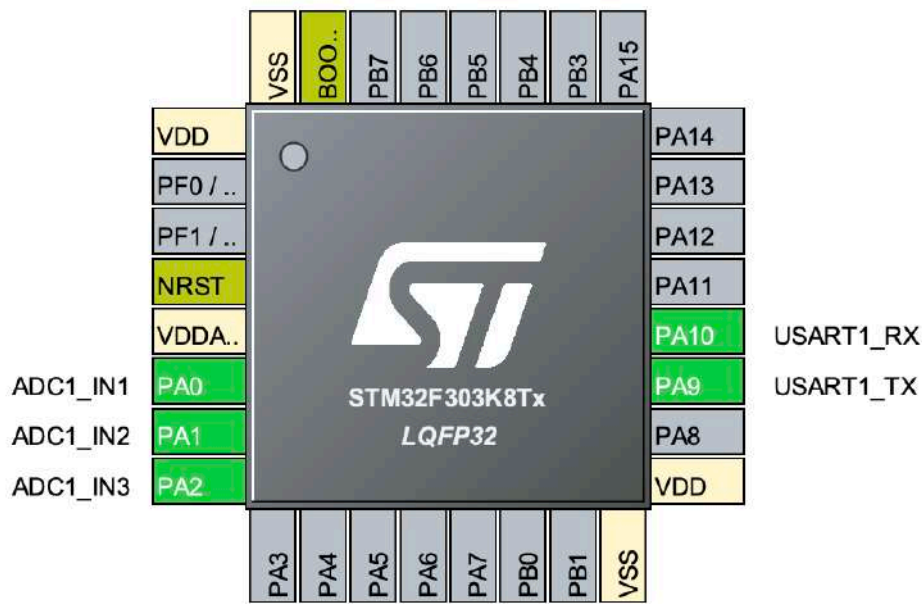 VSS
BOO..
PB7
PB6
PB5
PB4
PB3
PA15
VDD
PF0 / ..
PF1 / ..
NRST
VDDA..
ADC1_IN1 PA0
ADC1_IN2 PA1
ADC1_IN3 PA2
ST
STM32F303K8Tx
LQFP32
PA14
PA13
PA12
PA11
PA10 USART1_RX
PA9 USART1_TX
PA8
VDD
PA3
PA4
PA5
PA6
PA7
PB0
PB1
VSS